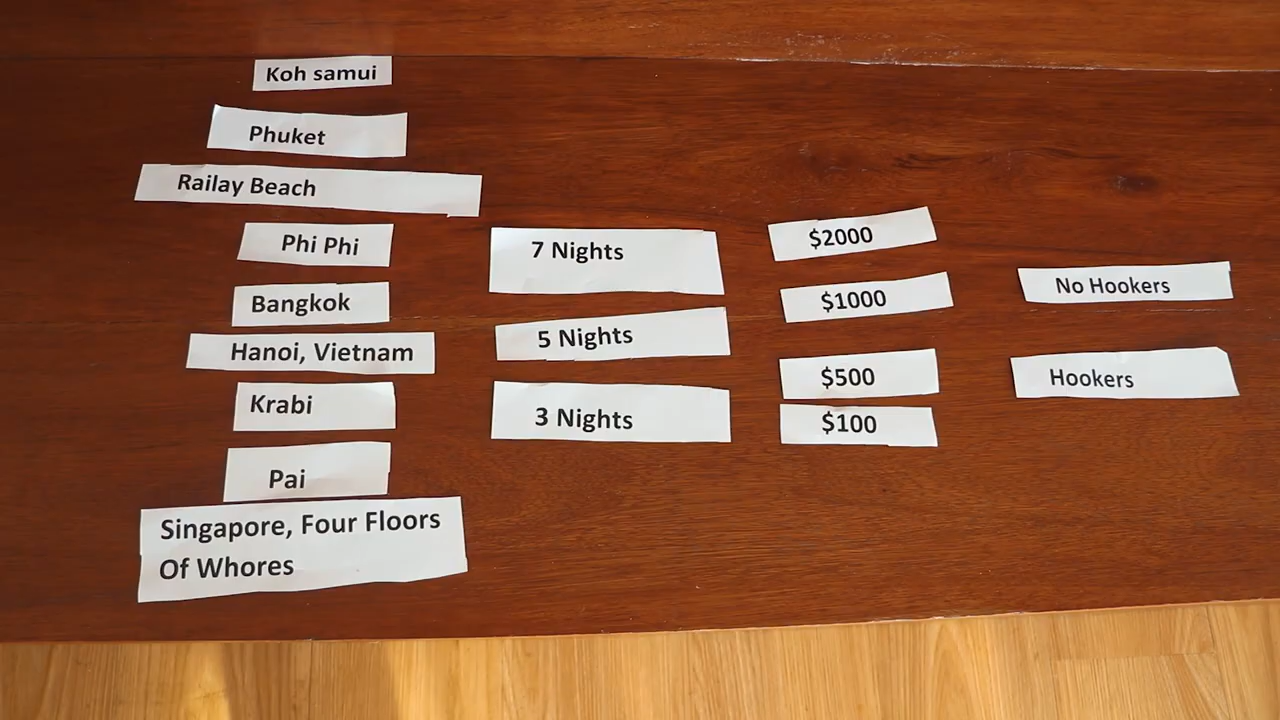 Koh samui
Phuket
Railay Beach
Phi Phi
Bangkok
Hanoi, Vietnam
Krabi
Pai
Singapore, Four Floors
Of Whores
7 Nights
5 Nights
3 Nights
$2000
$1000
$500
$100
No Hookers
Hookers